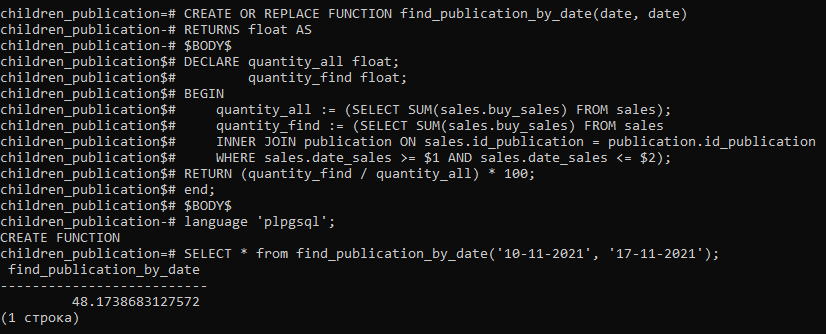 children_publication=# CREATE OR REPLACE FUNCTION find_publication_by_date(date, date)
children_publication-# RETURNS float AS
children_publication-# $BODY$
children_publication$# DECLARE quantity_all float;
children_publication$#         quantity_find float;
children_publication$# BEGIN
children_publication$#     quantity_all := (SELECT SUM(sales.buy_sales) FROM sales);
children_publication$#     quantity_find := (SELECT SUM(sales.buy_sales) FROM sales
children_publication$#     INNER JOIN publication ON sales.id_publication = publication.id_publication
children_publication$#     WHERE sales.date_sales >= $1 AND sales.date_sales <= $2);
children_publication$# RETURN (quantity_find / quantity_all) * 100;
children_publication$# end;
children_publication$# $BODY$
children_publication-# language 'plpgsql';
CREATE FUNCTION
children_publication=# SELECT * from find_publication_by_date('10-11-2021', '17-11-2021');
 find_publication_by_date
--------------------------
         48.1738683127572
(1 строка)